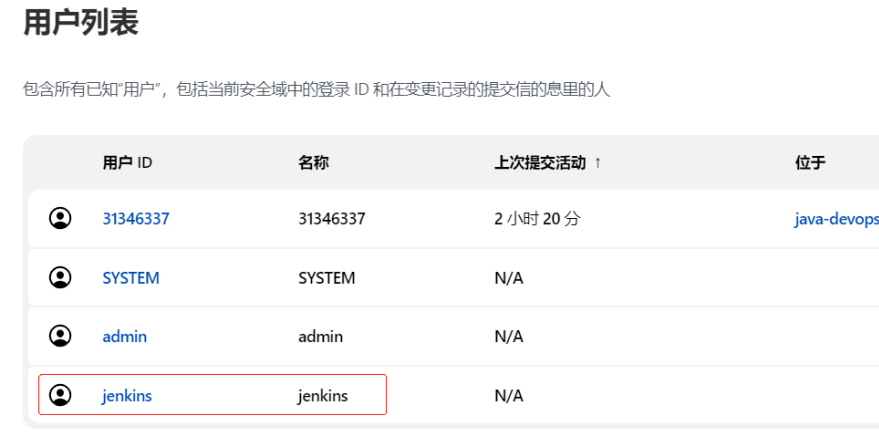 用户列表
包含所有已知“用户”，包括当前安全域中的登录 ID 和在变更记录的提交信的息里的人
用户 ID 名称 上次提交活动 ↑ 位于
31346337 31346337 2 小时 20 分 java-devops
SYSTEM SYSTEM N/A
admin admin N/A
jenkins jenkins N/A